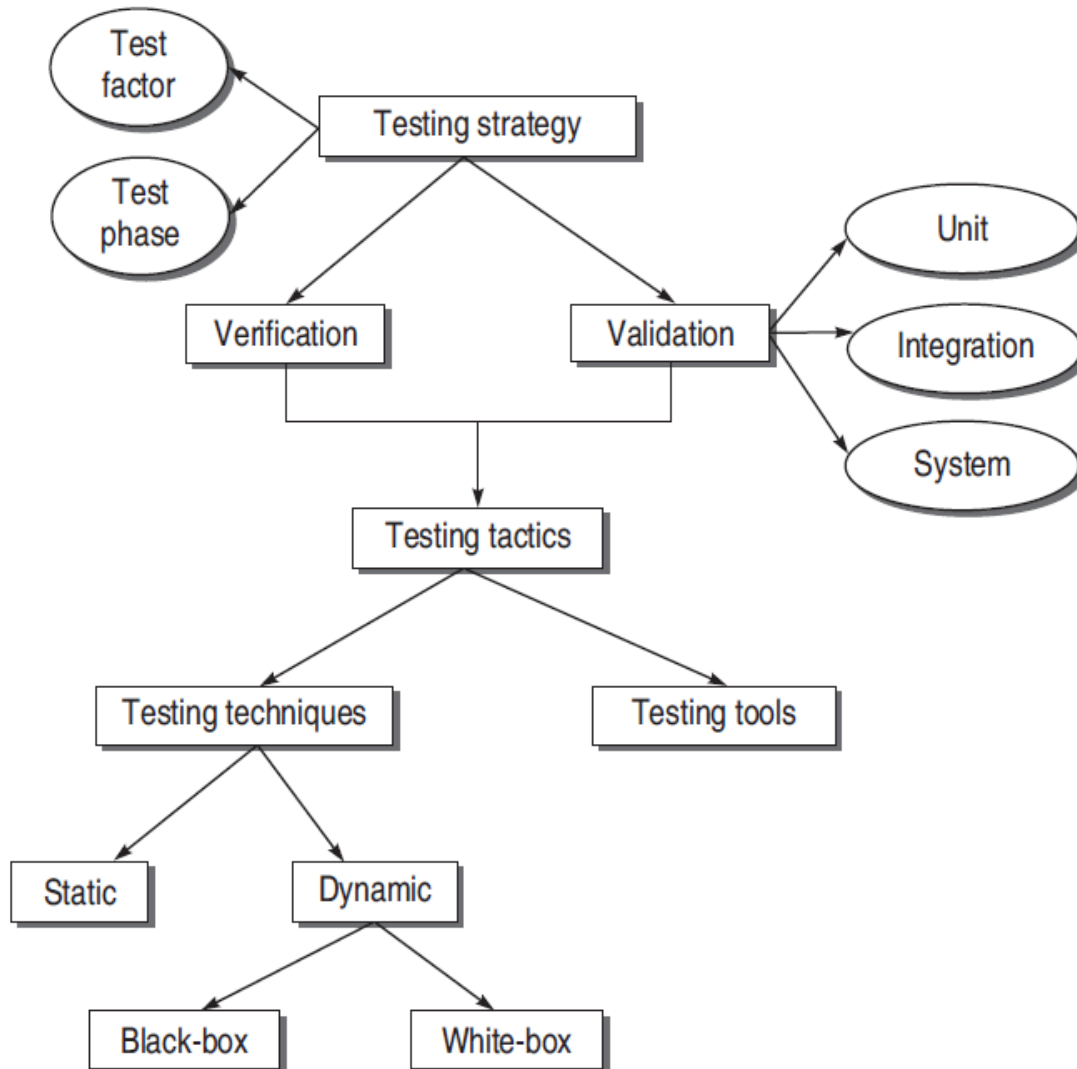 Test
factor
Testing strategy
Test
phase
Unit
Verification
Validation
Integration
System
Testing tactics
Testing techniques
Testing tools
Static
Dynamic
Black-box
White-box